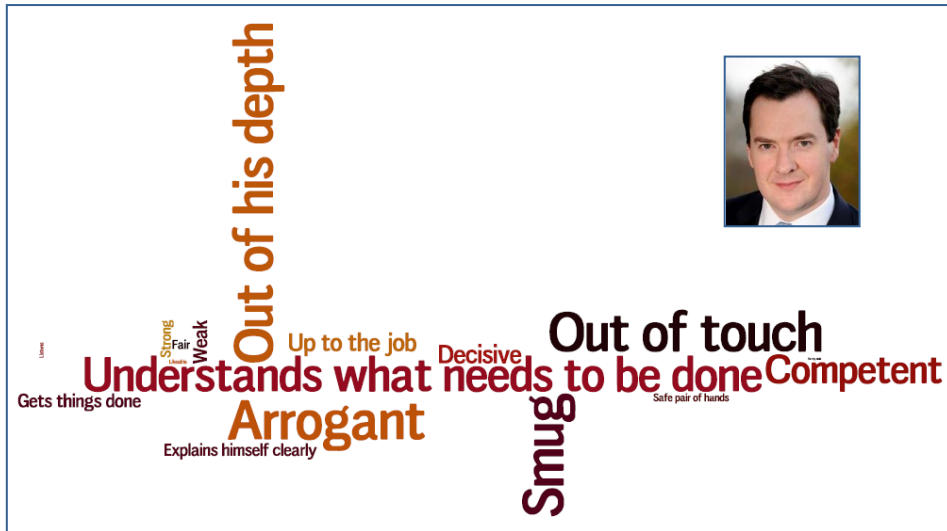 Out of his depth
Strong
Fair
Weak
Up to the job
Out of touch
Decisive
Likeable
Understands what needs to be done
Competent
Gets things done
Safe pair of hands
Arrogant
Explains himself clearly
Smug